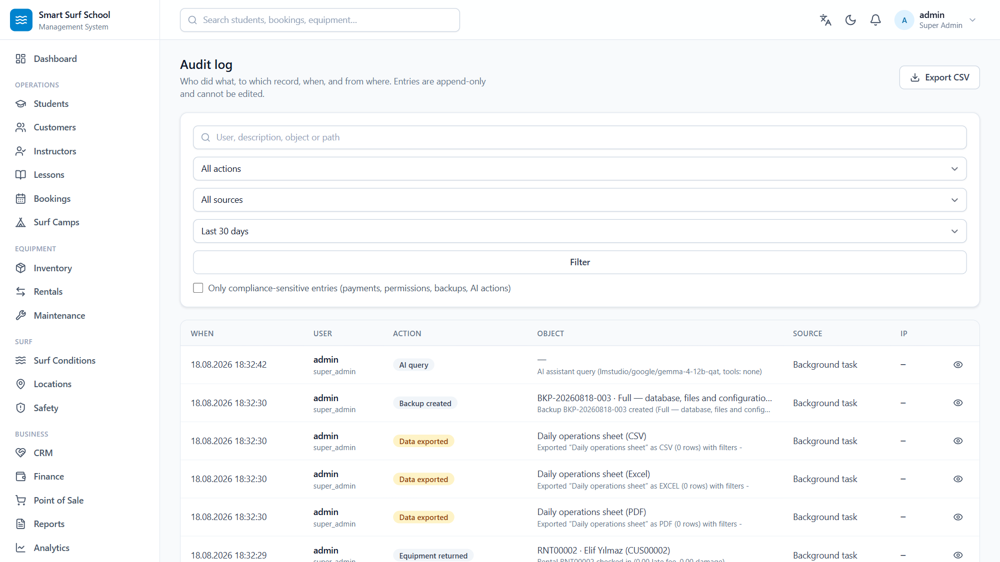 Smart Surf School
Management System
Search students, bookings, equipment...
A
admin
Super Admin
Dashboard
OPERATIONS
Students
Customers
Instructors
Lessons
Bookings
Surf Camps
EQUIPMENT
Inventory
Rentals
Maintenance
SURF
Surf Conditions
Locations
Safety
BUSINESS
CRM
Finance
Point of Sale
Reports
Analytics
Audit log
Who did what, to which record, when, and from where. Entries are append-only
and cannot be edited.
Export CSV
User, description, object or path
All actions
All sources
Last 30 days
Filter
Only compliance-sensitive entries (payments, permissions, backups, AI actions)
WHEN USER ACTION OBJECT SOURCE IP
18.08.2026 18:32:42 admin super_admin AI query — Background task –
AI assistant query (lmstudio/google/gemma-4-12b-qat, tools: none)
18.08.2026 18:32:30 admin super_admin Backup created BKP-20260818-003 · Full — database, files and configuratio... Background task –
Backup BKP-20260818-003 created (Full — database, files and config...
18.08.2026 18:32:30 admin super_admin Data exported Daily operations sheet (CSV) Background task –
Exported “Daily operations sheet” as CSV (0 rows) with filters -
18.08.2026 18:32:30 admin super_admin Data exported Daily operations sheet (Excel) Background task –
Exported “Daily operations sheet” as EXCEL (0 rows) with filters -
18.08.2026 18:32:30 admin super_admin Data exported Daily operations sheet (PDF) Background task –
Exported “Daily operations sheet” as PDF (0 rows) with filters -
18.08.2026 18:32:29 admin super_admin Equipment returned RNT00002 · Elif Yılmaz (CUS00002) Background task –
Rental RNT00002 checked in (0.00 late fee, 0.00 damage)